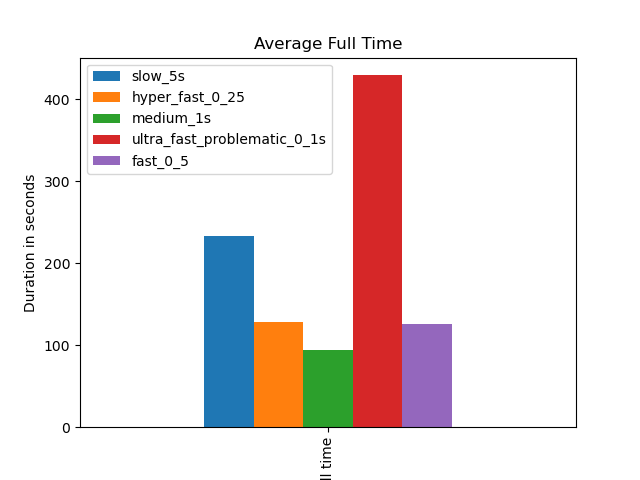 Average Full Time
slow_5s
hyper_fast_0_25
medium_1s
ultra_fast_problematic_0_1s
fast_0_5
Duration in seconds
400
300
200
100
0
ll time